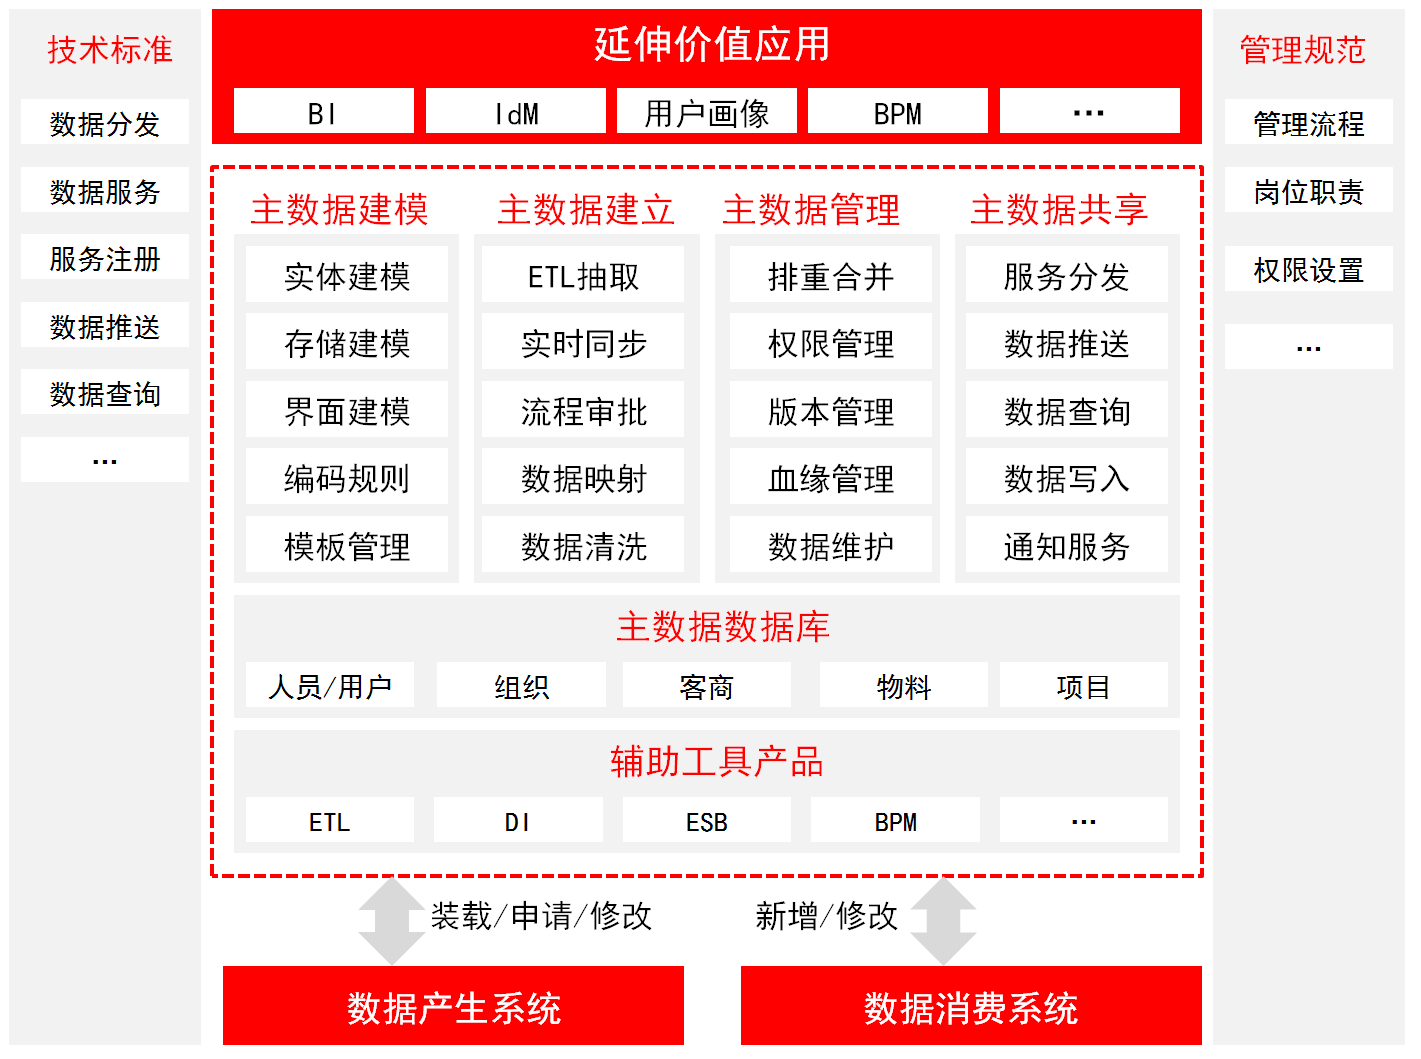 技术标准
数据分发
数据服务
服务注册
数据推送
数据查询
...
延伸价值应用
BI
IdM
用户画像
BPM
...
主数据建模
实体建模
存储建模
界面建模
编码规则
模板管理
主数据建立
ETL抽取
实时同步
流程审批
数据映射
数据清洗
主数据管理
排重合并
权限管理
版本管理
血缘管理
数据维护
主数据共享
服务分发
数据推送
数据查询
数据写入
通知服务
主数据数据库
人员/用户
组织
客商
物料
项目
辅助工具产品
ETL
DI
ESB
BPM
...
装载/申请/修改
新增/修改
数据产生系统
数据消费系统
管理规范
管理流程
岗位职责
权限设置
...